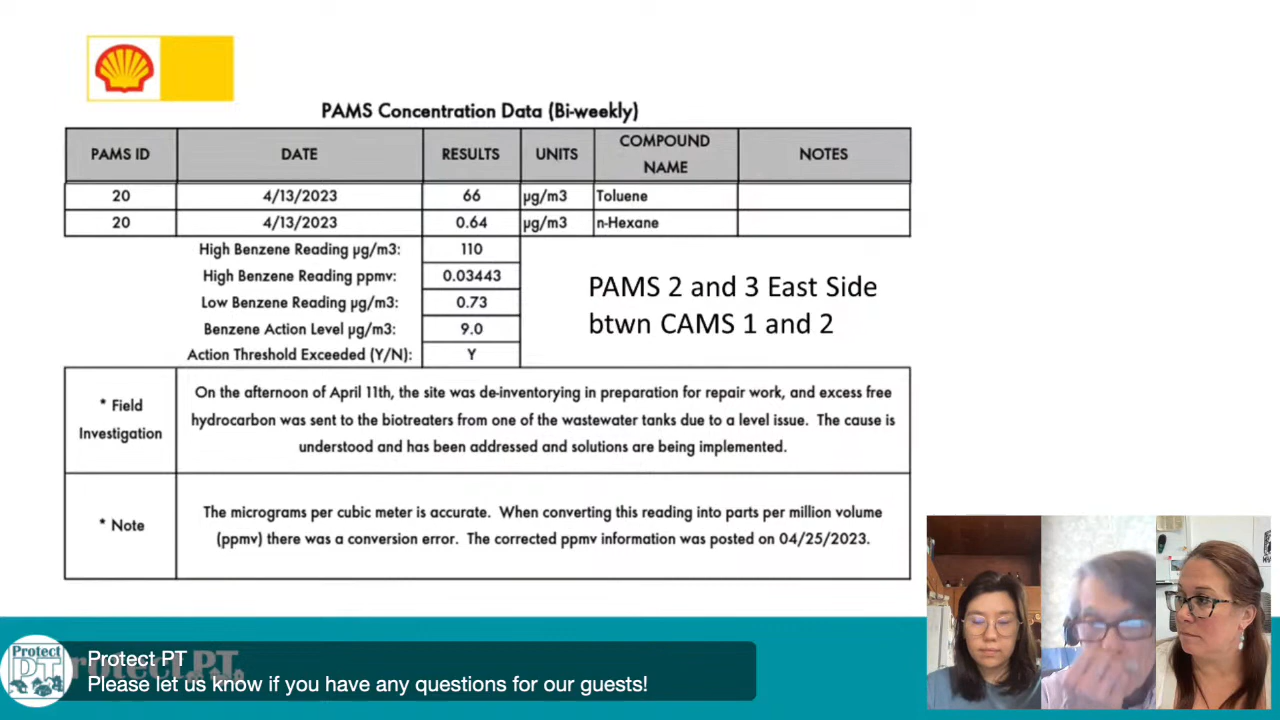 PAMS Concentration Data (Bi-weekly)
PAMS ID DATE RESULTS UNITS COMPOUND NAME NOTES
20 4/13/2023 66 µg/m3 Toluene
20 4/13/2023 0.64 µg/m3 n-Hexane
High Benzene Reading µg/m3: 110
High Benzene Reading ppmv: 0.03443
Low Benzene Reading µg/m3: 0.73
Benzene Action Level µg/m3: 9.0
Action Threshold Exceeded (Y/N): Y
PAMS 2 and 3 East Side
btwn CAMS 1 and 2
* Field
Investigation
On the afternoon of April 11th, the site was de-inventorying in preparation for repair work, and excess free
hydrocarbon was sent to the biotreaters from one of the wastewater tanks due to a level issue. The cause is
understood and has been addressed and solutions are being implemented.
* Note
The micrograms per cubic meter is accurate. When converting this reading into parts per million volume
(ppmv) there was a conversion error. The corrected ppmv information was posted on 04/25/2023.
Protect
PT
Protect PT
Please let us know if you have any questions for our guests!